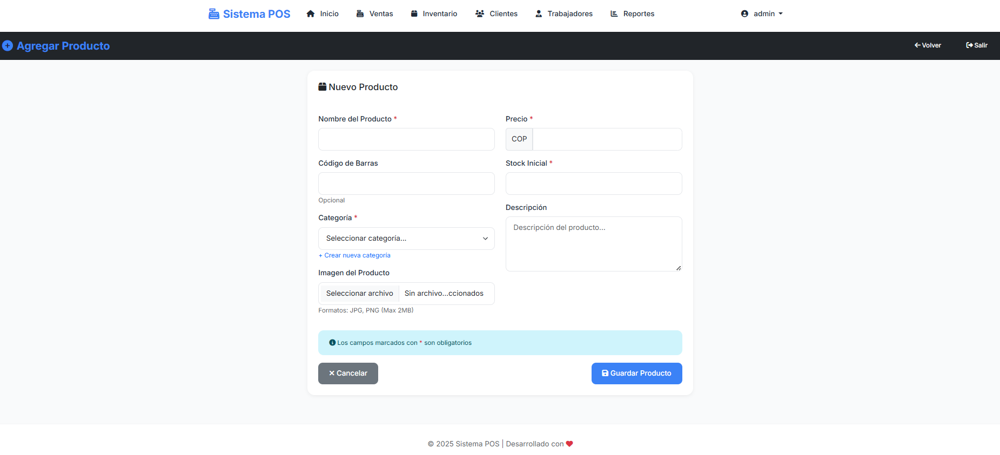 Sistema POS Inicio Ventas Inventario Clientes Trabajadores Reportes admin
Agregar Producto Volver Salir
Nuevo Producto
Nombre del Producto *
Precio *
COP
Código de Barras
Stock Inicial *
Opcional
Descripción
Categoría *
Descripción del producto...
Seleccionar categoría...
+ Crear nueva categoría
Imagen del Producto
Seleccionar archivo Sin archivo...ccionados
Formatos: JPG, PNG (Max 2MB)
Los campos marcados con * son obligatorios
Cancelar Guardar Producto
© 2025 Sistema POS | Desarrollado con